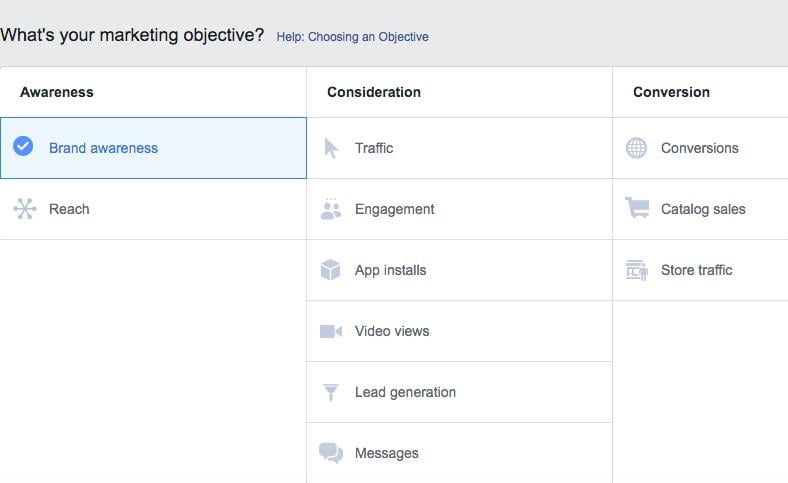 What's your marketing objective? Help: Choosing an Objective
Awareness
Consideration
Conversion
Brand awareness
Traffic
Conversions
Reach
Engagement
Catalog sales
App installs
Store traffic
Video views
Lead generation
Messages